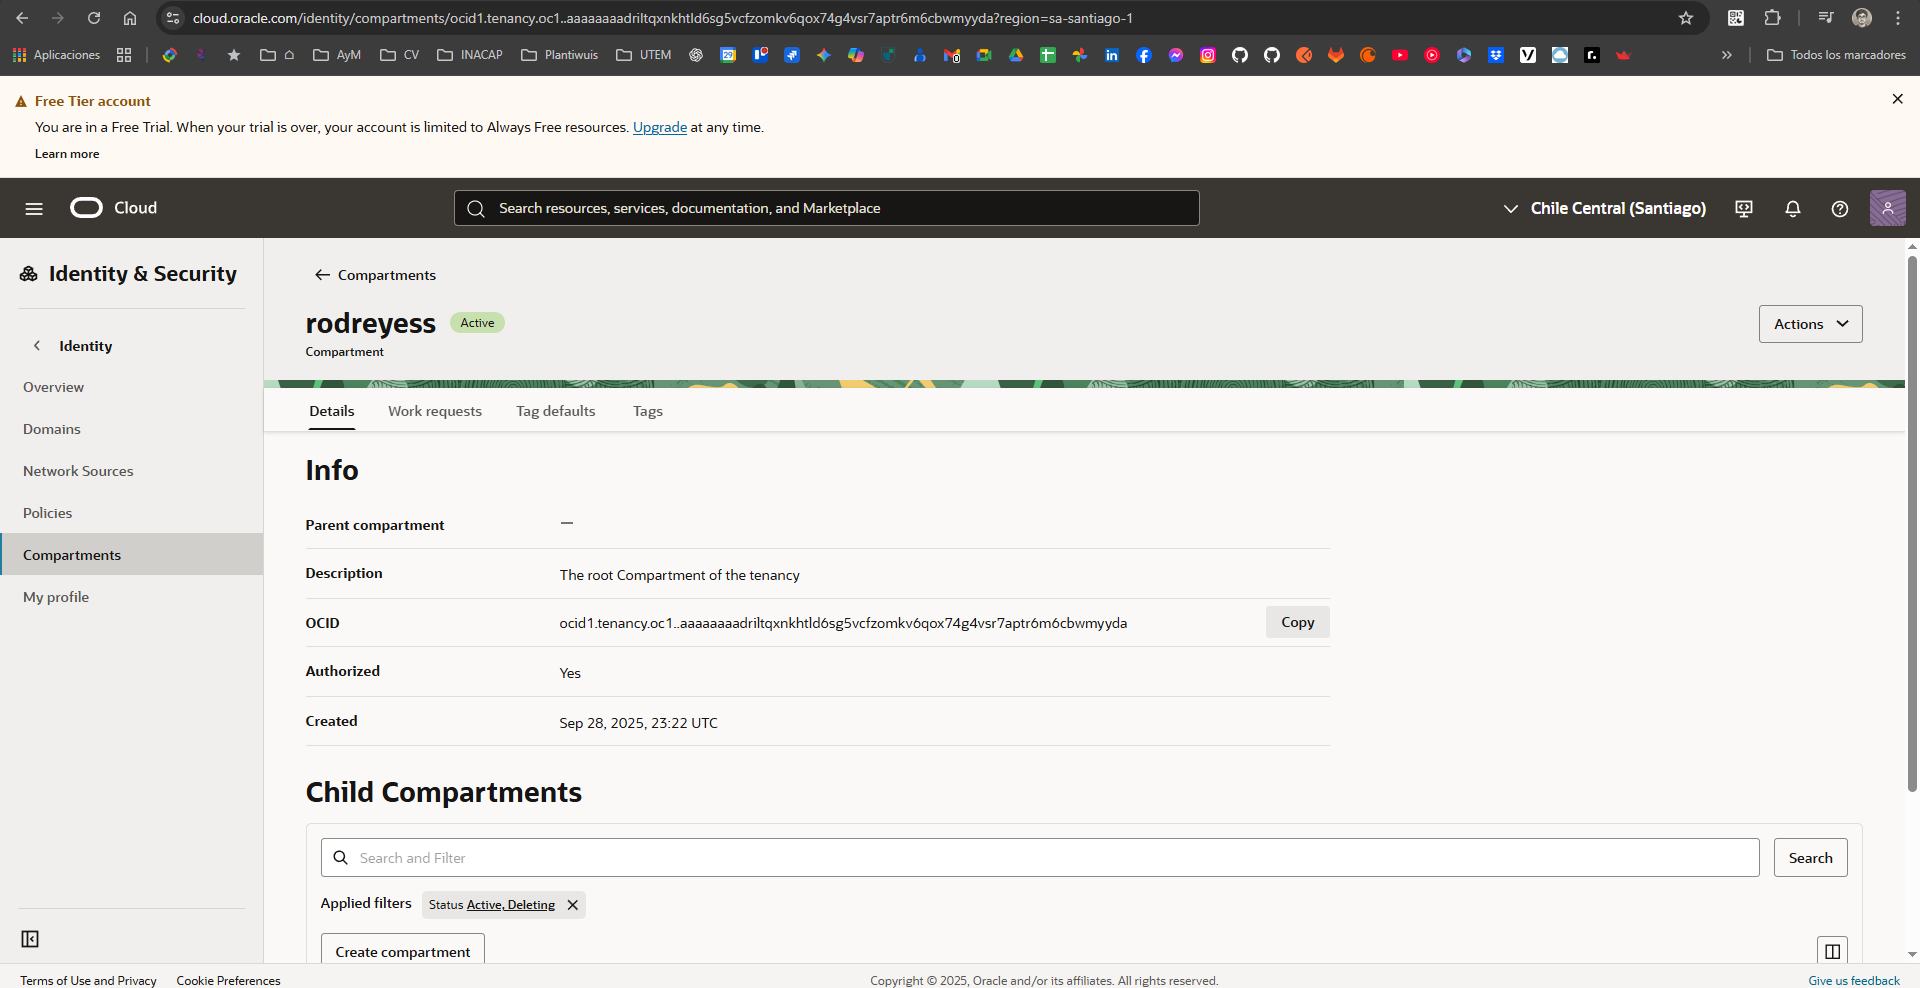 cloud.oracle.com/identity/compartments/ocid1.tenancy.oc1..aaaaaaaadriltqxnkhtld6sg5vcfzomkv6qox74g4vsr7aptr6m6cbwmyyda?region=sa-santiago-1
Aplicaciones AyM CV INACAP Plantiwuis UTEM Todos los marcadores
Free Tier account
You are in a Free Trial. When your trial is over, your account is limited to Always Free resources. Upgrade at any time.
Learn more
Cloud
Search resources, services, documentation, and Marketplace
Chile Central (Santiago)
Identity & Security
Identity
Overview
Domains
Network Sources
Policies
Compartments
My profile
Compartments
rodreyess Active
Compartment
Actions
Details Work requests Tag defaults Tags
Info
Parent compartment —
Description The root Compartment of the tenancy
OCID ocid1.tenancy.oc1..aaaaaaaadriltqxnkhtld6sg5vcfzomkv6qox74g4vsr7aptr6m6cbwmyyda Copy
Authorized Yes
Created Sep 28, 2025, 23:22 UTC
Child Compartments
Search and Filter Search
Applied filters Status Active, Deleting
Create compartment
Terms of Use and Privacy Cookie Preferences Copyright © 2025, Oracle and/or its affiliates. All rights reserved. Give us feedback